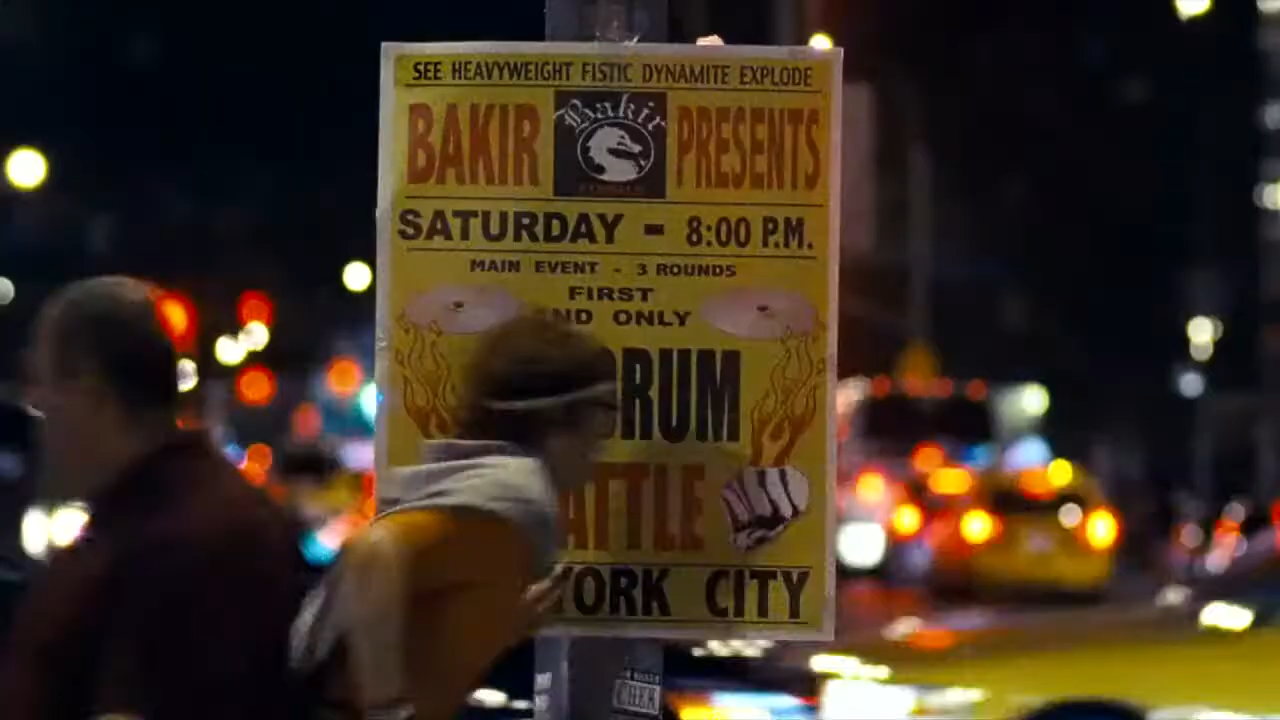 SEE HEAVYWEIGHT FISTIC DYNAMITE EXPLODE
BAKIR Bakir PRESENTS
SATURDAY - 8:00 P.M.
MAIN EVENT - 3 ROUNDS
FIRST
ND ONLY
RUM
ATTLE
YORK CITY